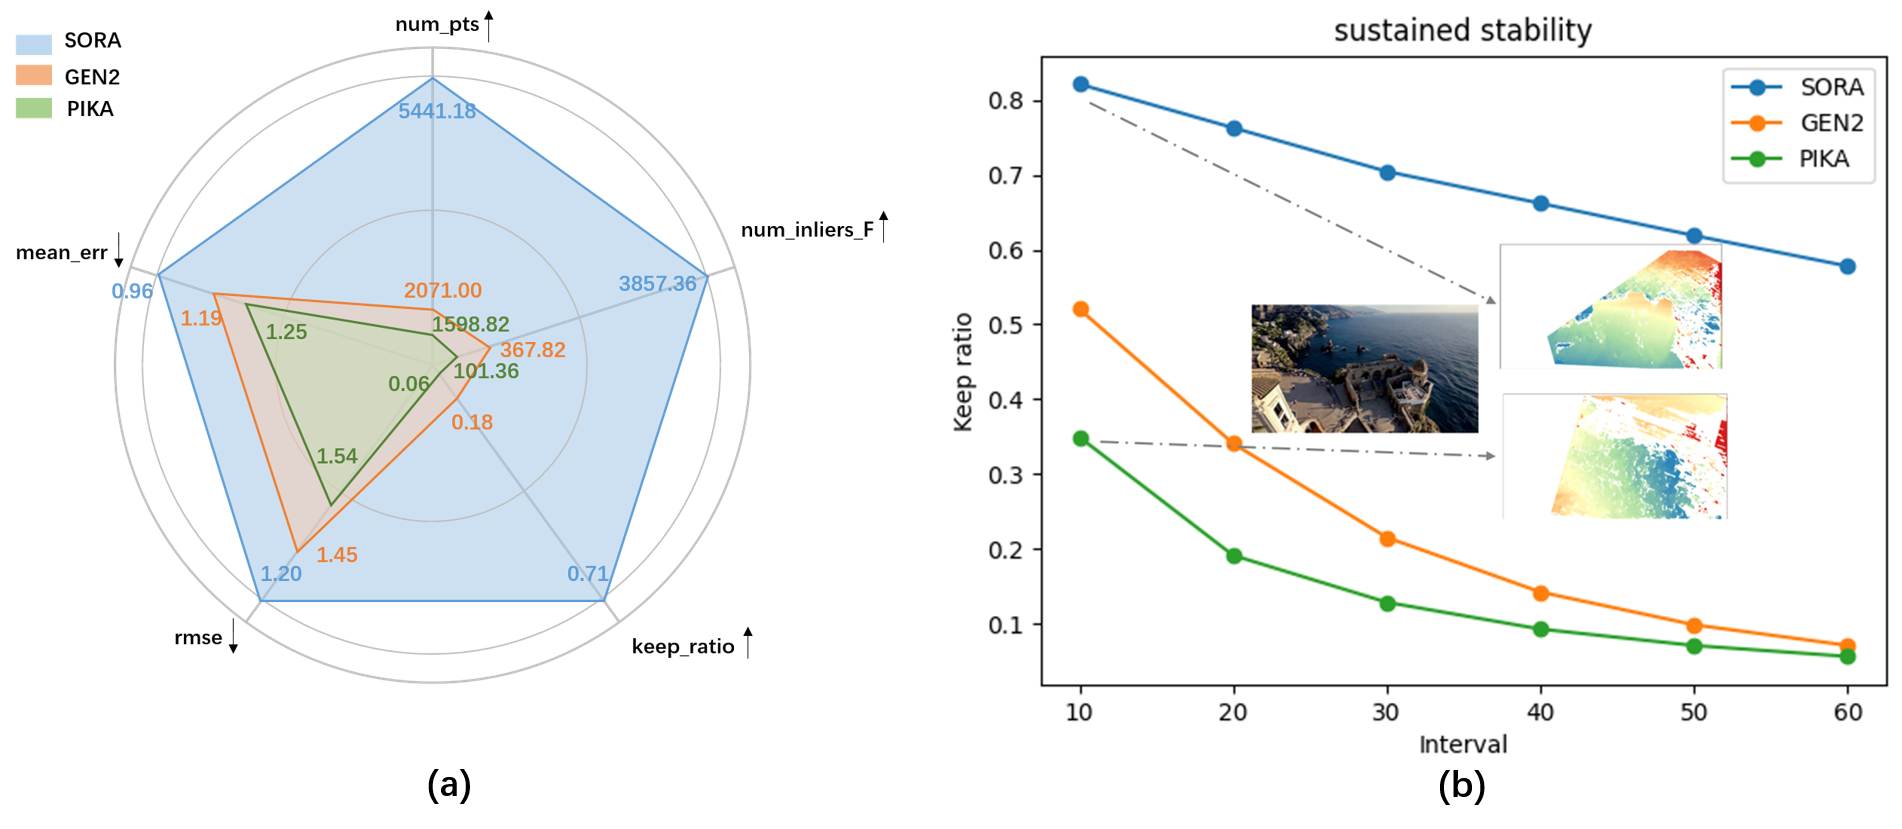 SORA
GEN2
PIKA
num_pts↑
num_inliers_F↑
keep_ratio↑
rmse↓
mean_err↓
5441.18
3857.36
0.71
1.20
0.96
2071.00
367.82
0.18
1.45
1.19
1598.82
101.36
0.06
1.54
1.25
(a)
sustained stability
SORA
GEN2
PIKA
Keep ratio
0.8
0.7
0.6
0.5
0.4
0.3
0.2
0.1
10 20 30 40 50 60
Interval
(b)